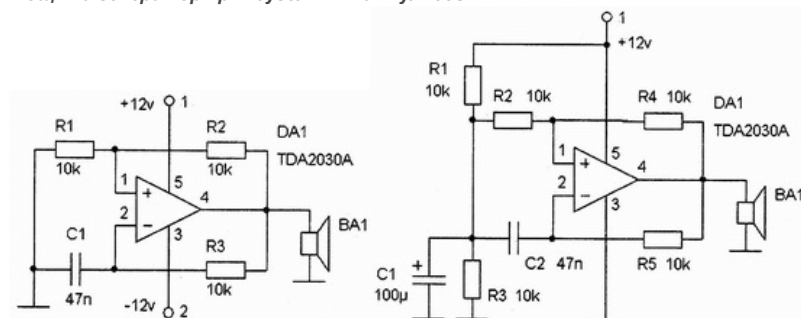 +12v
1
R1
10k
R2
10k
DA1
TDA2030A
1
2
5
4
3
C1
47n
R3
10k
BA1
-12v
2
1
+12v
R1
10k
R2 10k
R4 10k
DA1
TDA2030A
1
2
5
4
3
BA1
C1
100µ
C2 47n
R5 10k
R3 10k